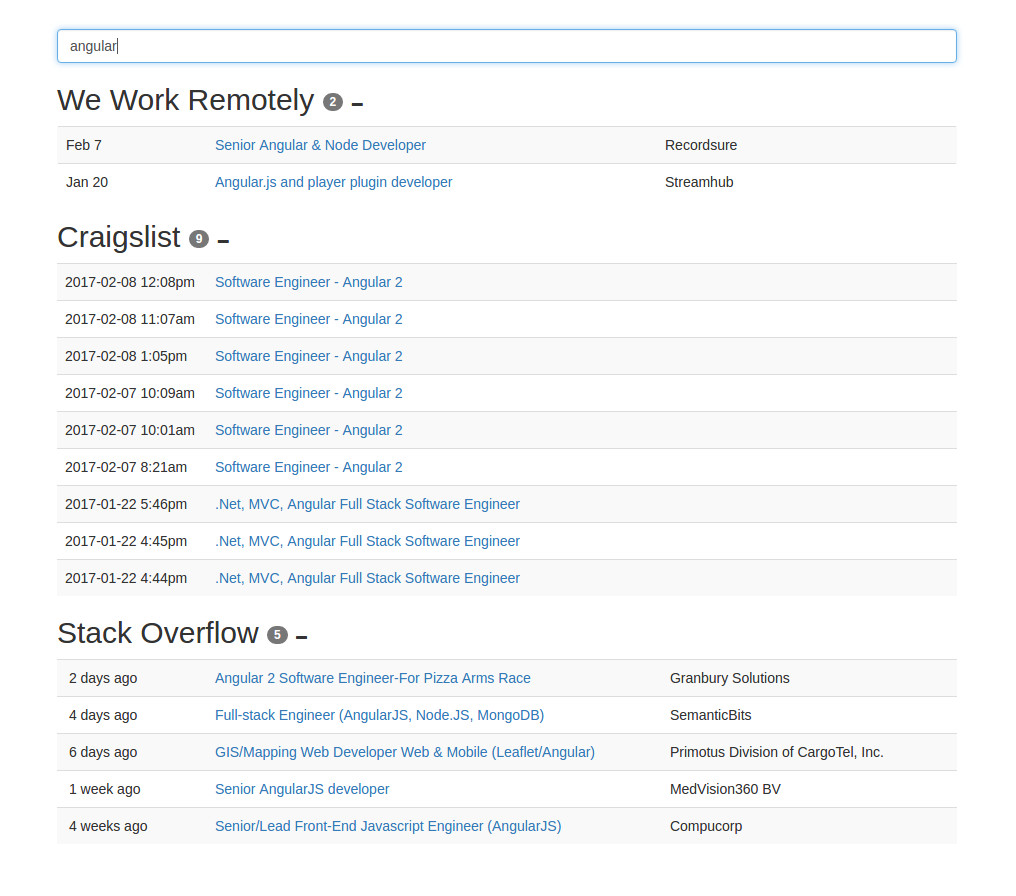 angular
We Work Remotely 2 –
Feb 7 Senior Angular & Node Developer Recordsure
Jan 20 Angular.js and player plugin developer Streamhub
Craigslist 9 –
2017-02-08 12:08pm Software Engineer - Angular 2
2017-02-08 11:07am Software Engineer - Angular 2
2017-02-08 1:05pm Software Engineer - Angular 2
2017-02-07 10:09am Software Engineer - Angular 2
2017-02-07 10:01am Software Engineer - Angular 2
2017-02-07 8:21am Software Engineer - Angular 2
2017-01-22 5:46pm .Net, MVC, Angular Full Stack Software Engineer
2017-01-22 4:45pm .Net, MVC, Angular Full Stack Software Engineer
2017-01-22 4:44pm .Net, MVC, Angular Full Stack Software Engineer
Stack Overflow 5 –
2 days ago Angular 2 Software Engineer-For Pizza Arms Race Granbury Solutions
4 days ago Full-stack Engineer (AngularJS, Node.JS, MongoDB) SemanticBits
6 days ago GIS/Mapping Web Developer Web & Mobile (Leaflet/Angular) Primotus Division of CargoTel, Inc.
1 week ago Senior AngularJS developer MedVision360 BV
4 weeks ago Senior/Lead Front-End Javascript Engineer (AngularJS) Compucorp